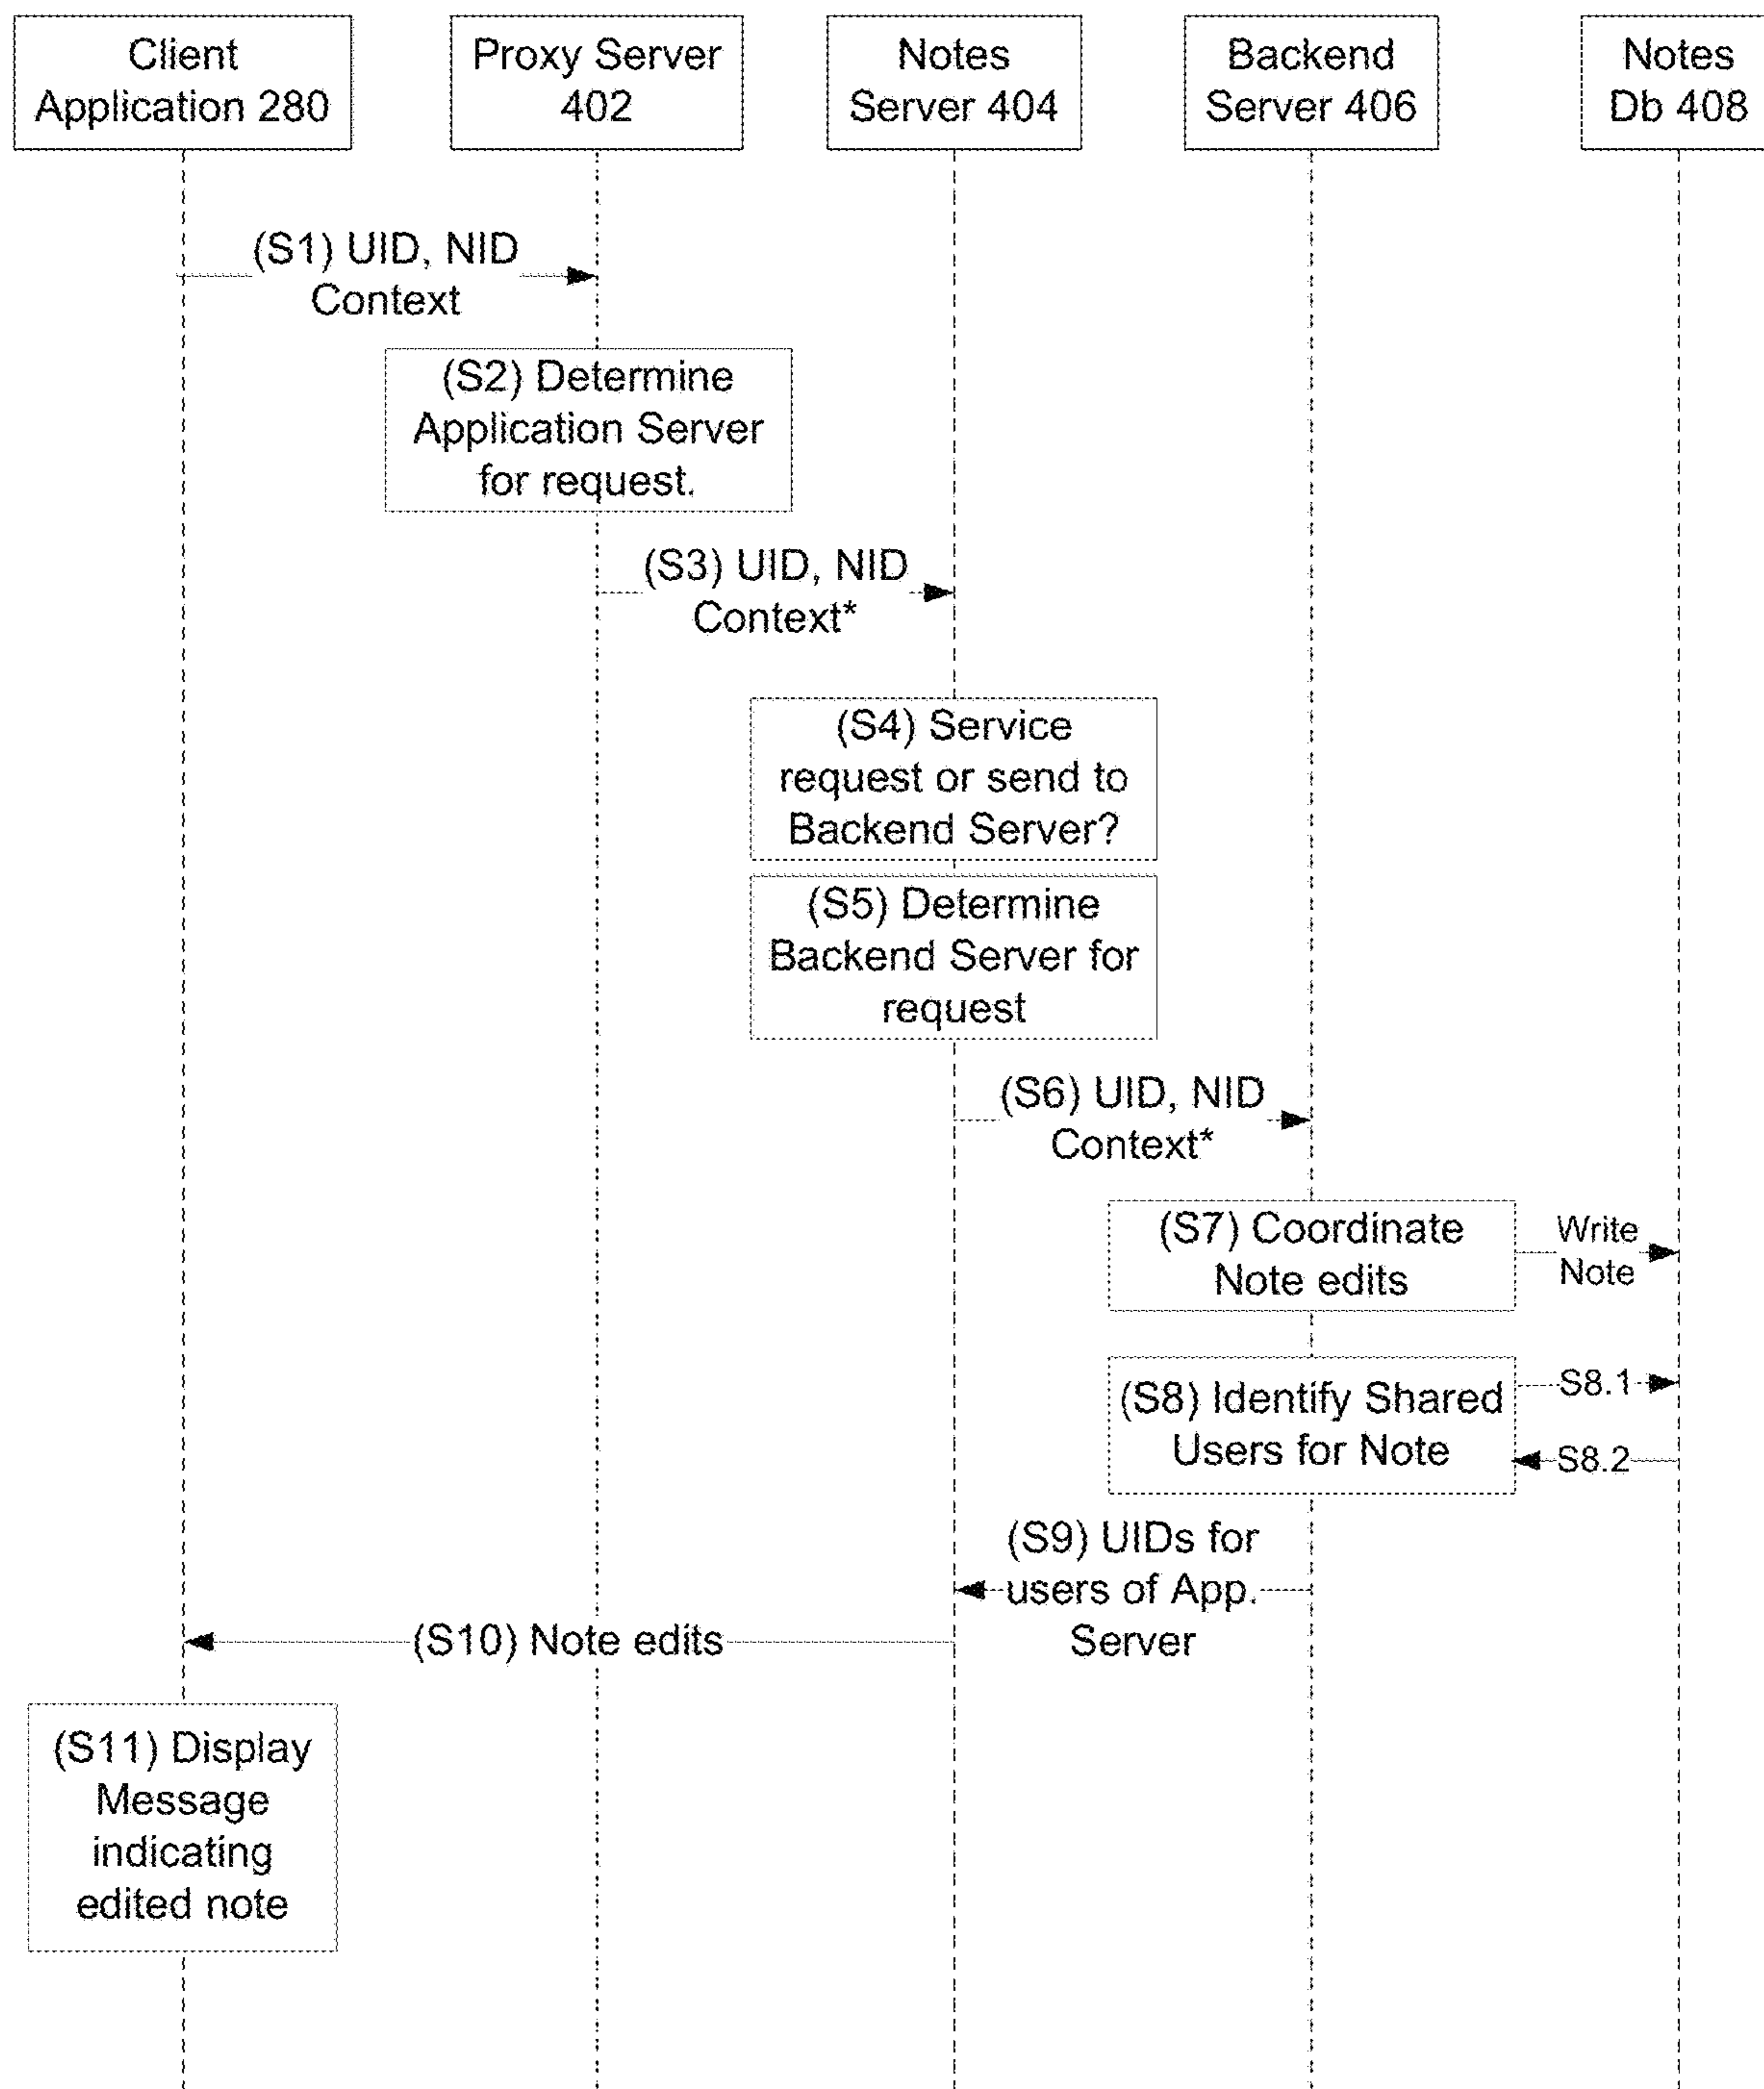 Client
Application 280
Proxy Server
402
Notes
Server 404
Backend
Server 406
Notes
Db 408
(S1) UID, NID
Context
(S2) Determine
Application Server
for request.
(S3) UID, NID
Context*
(S4) Service
request or send to
Backend Server?
(S5) Determine
Backend Server for
request
(S6) UID, NID
Context*
(S7) Coordinate
Note edits
Write
Note
(S8) Identify Shared
Users for Note
S8.1
S8.2
(S9) UIDs for
users of App.
Server
(S10) Note edits
(S11) Display
Message
indicating
edited note